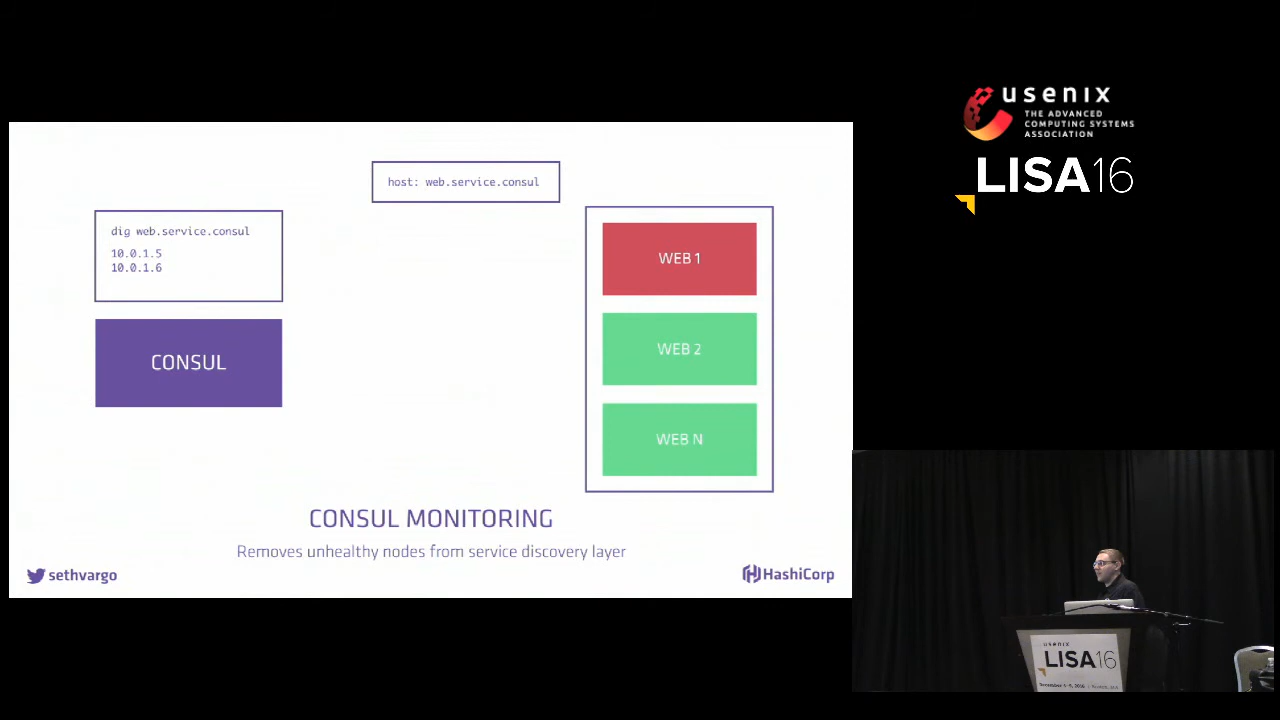 host: web.service.consul
dig web.service.consul
10.0.1.5
10.0.1.6
CONSUL
WEB 1
WEB 2
WEB N
CONSUL MONITORING
Removes unhealthy nodes from service discovery layer
sethvargo
HashiCorp
usenix
THE ADVANCED
COMPUTING SYSTEMS
ASSOCIATION
LISA16
usenix
LISA16